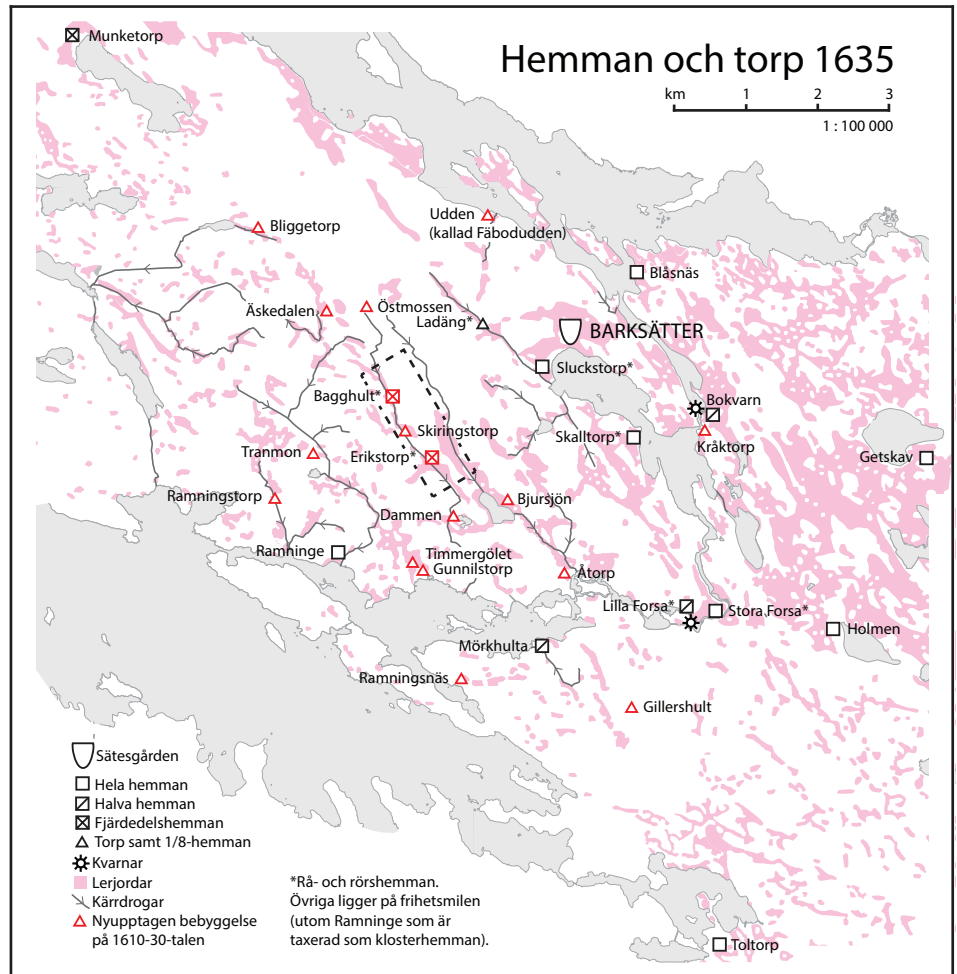 Munketorp
Hemman och torp 1635
km 1 2 3
1 : 100 000
Udden
(kallad Fäbodudden)
Bliggetorp
Blåsnäs
Äskedalen
Östmossen
Ladäng*
BARKSÄTTER
Sluckstorp*
Bagghult*
Bokvarn
Skiringstorp
Skalltorp*
Kråktorp
Tranmon
Erikstorp*
Getskav
Ramningstorp
Bjursjön
Dammen
Ramninge
Timmergölet
Gunnilstorp
Åtorp
Lilla Forsa*
Stora Forsa*
Holmen
Mörkhulta
Ramningsnäs
Gillershult
Sätesgården
Hela hemman
Halva hemman
Fjärdedelshemman
Torp samt 1/8-hemman
Kvarnar
Lerjordar
Kärrdrogar
Nyupptagen bebyggelse
på 1610-30-talen
*Rå- och rörshemman.
Övriga ligger på frihetsmilen
(utom Ramninge som är
taxerad som klosterhemman).
Toltorp